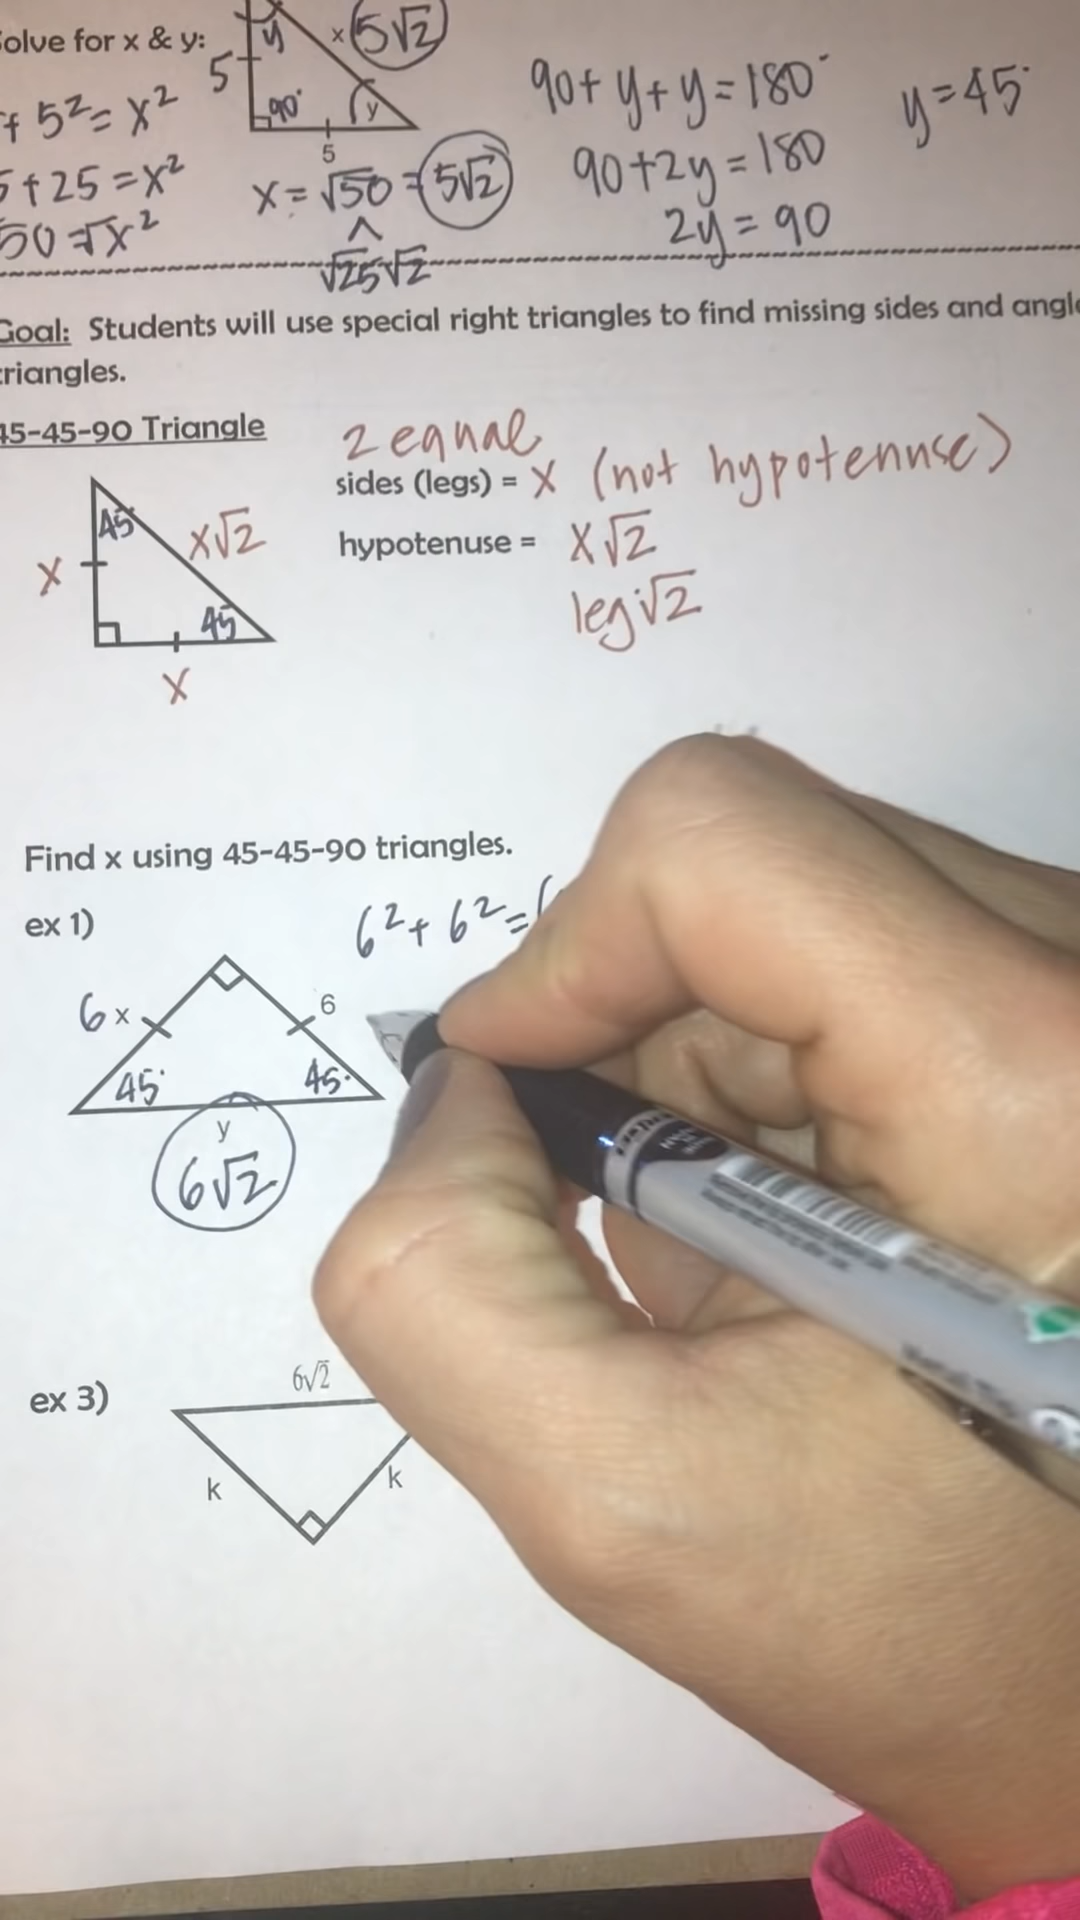 olve for x & y:
y
x 5√2
5
90°
y
5
+ 5² = x²
5 + 25 = x²
50 = √x²
x = √50 = 5√2
√25 √2
90 + y + y = 180°
90 + 2y = 180
2y = 90
y = 45°
Goal: Students will use special right triangles to find missing sides and angle
triangles.
45-45-90 Triangle
2 equal
sides (legs) = x (not hypotenuse)
hypotenuse = x√2
leg√2
45
x√2
x
45
x
Find x using 45-45-90 triangles.
ex 1)
6² + 6² = (
6 x
6
45°
45°
y
6√2
ex 3)
6√2
k
k